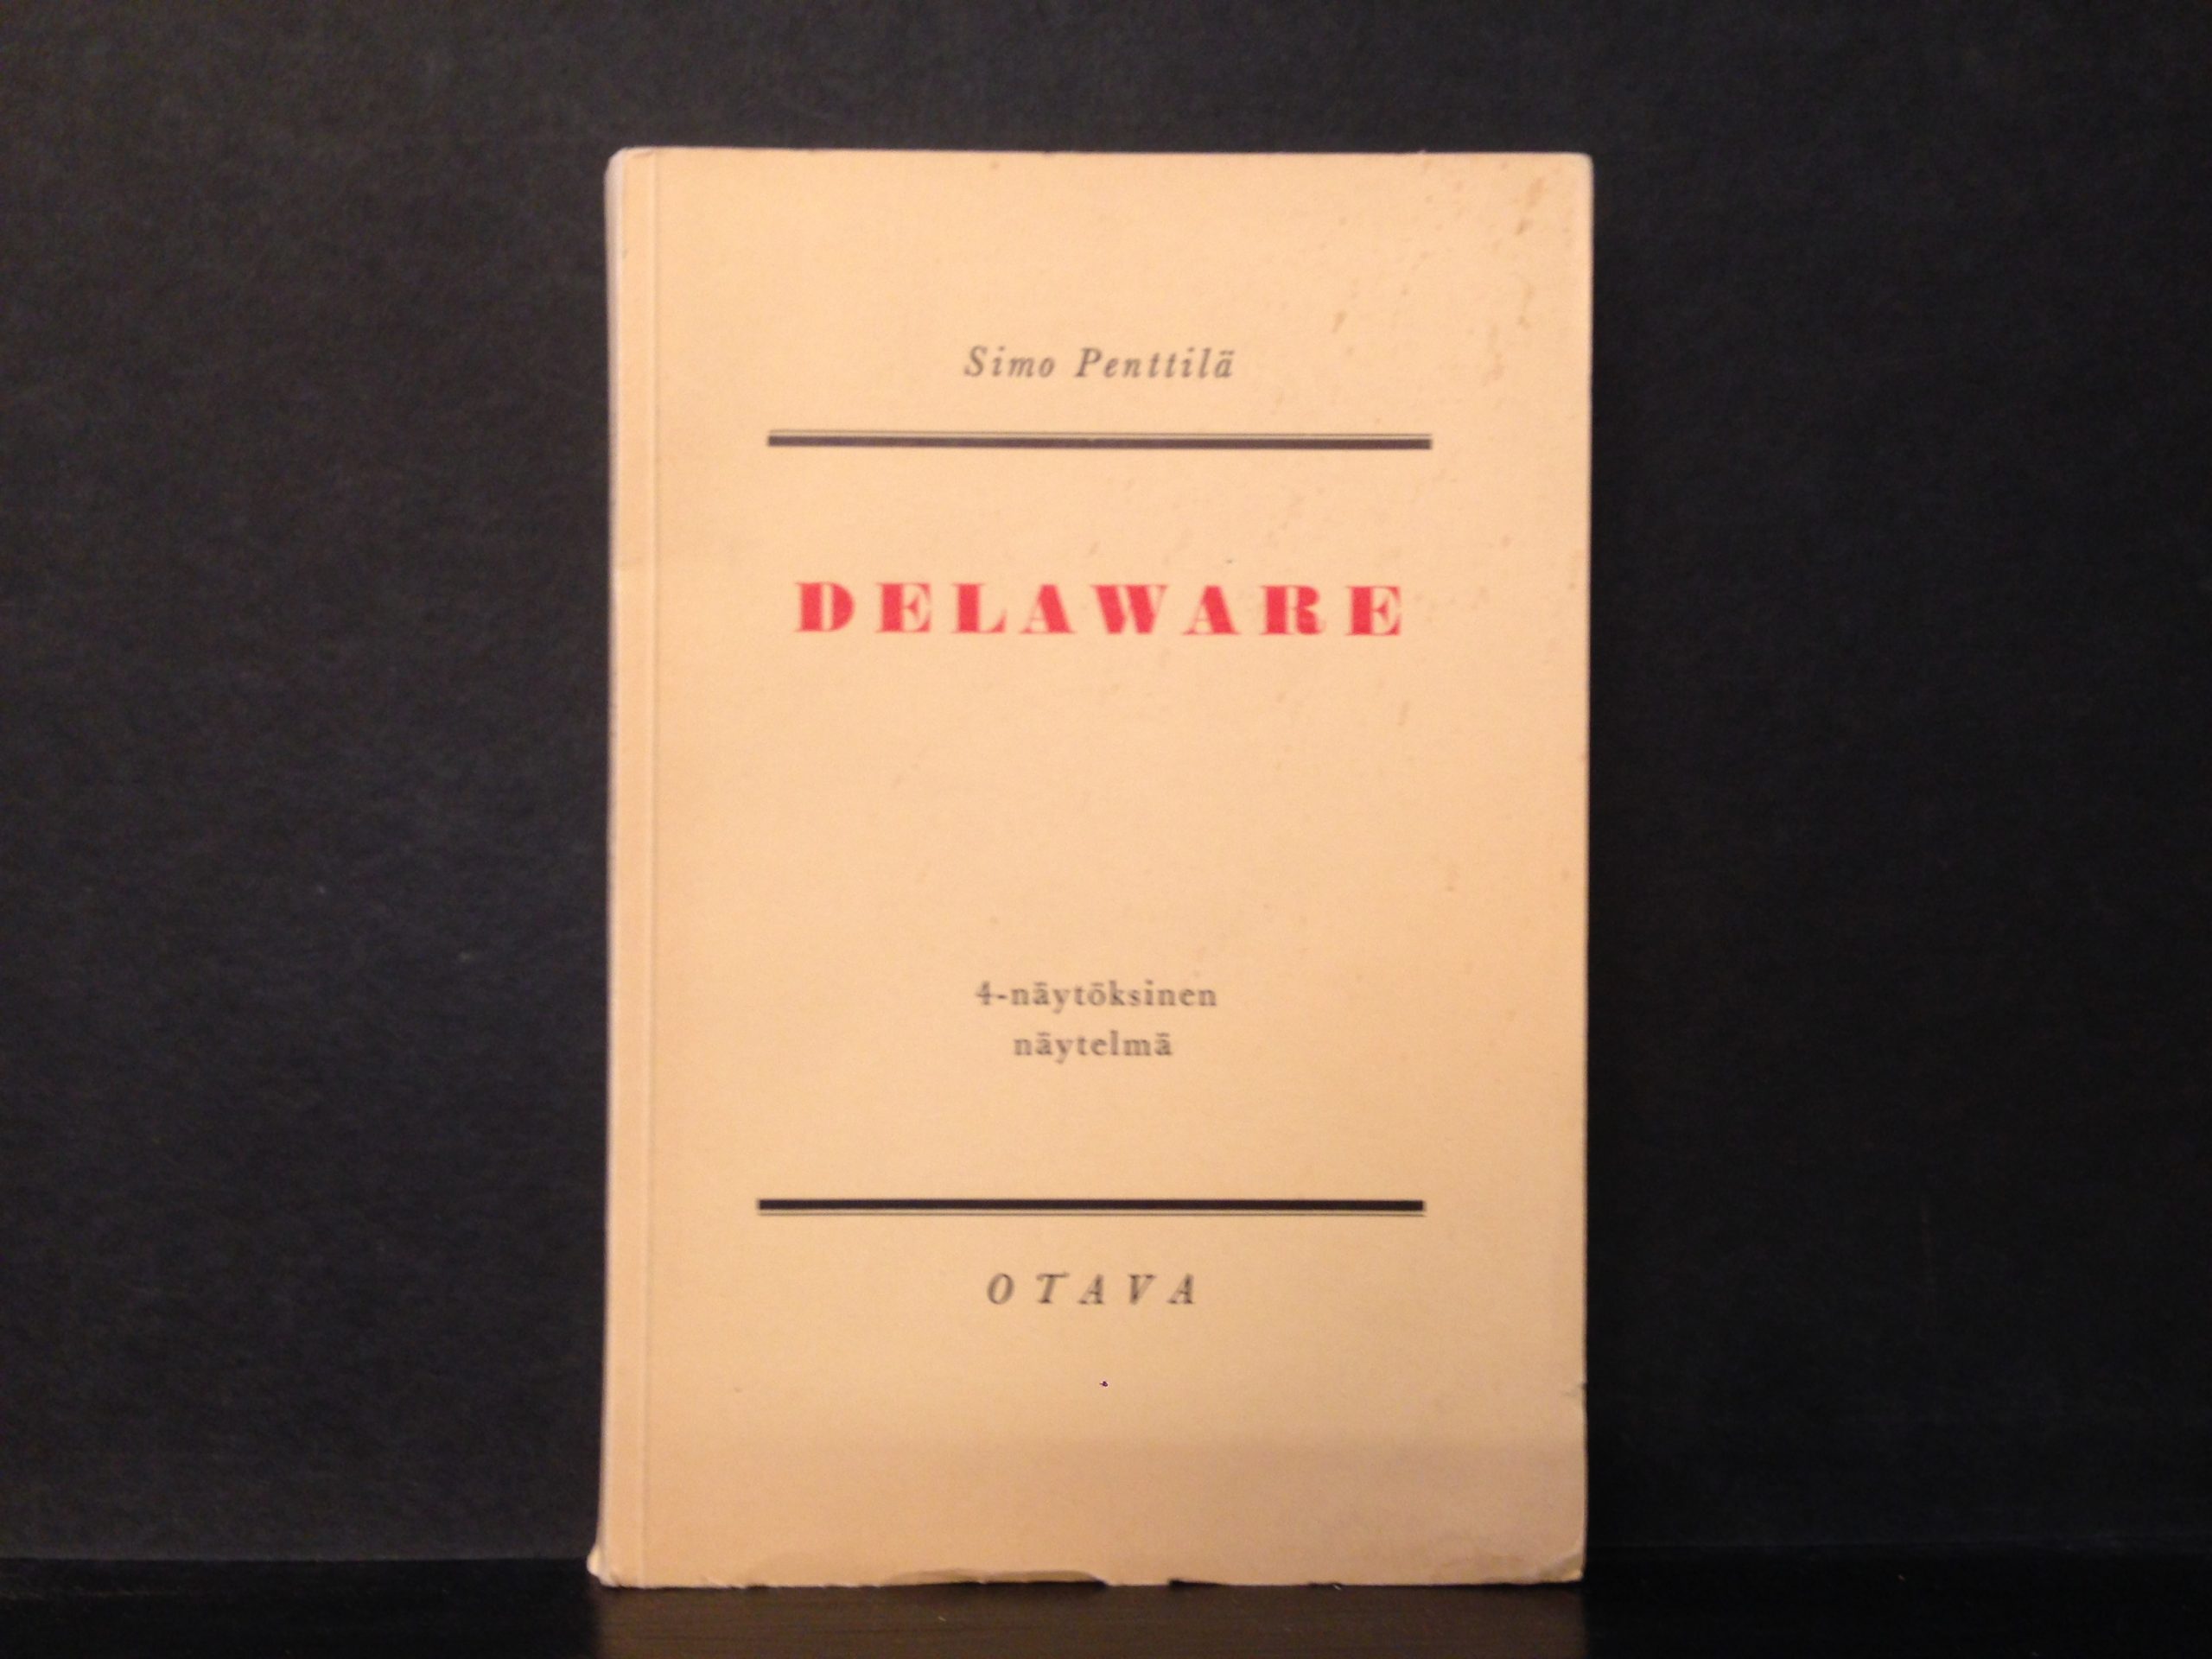 Simo Penttilä
DELAWARE
4-näytöksinen
näytelmä
OTAVA